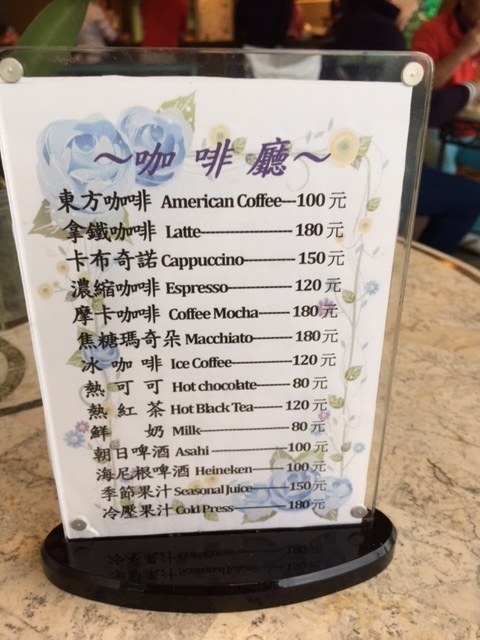 ～咖 啡 廳～
東方咖啡 American Coffee---100元
拿鐵咖啡 Latte--------------------180元
卡布奇諾 Cappuccino------------150元
濃縮咖啡 Espresso---------------120元
摩卡咖啡 Coffee Mocha--------180元
焦糖瑪奇朵 Macchiato----------180元
冰 咖 啡 Ice Coffee---------------120元
熱 可 可 Hot chocolate---------80元
熱 紅 茶 Hot Black Tea-------120元
鮮 奶 Milk----------------------80元
朝日啤酒 Asahi-------------------100元
海尼根啤酒 Heineken--------100元
季節果汁 Seasonal Juice--------150元
冷壓果汁 Cold Press------------180元